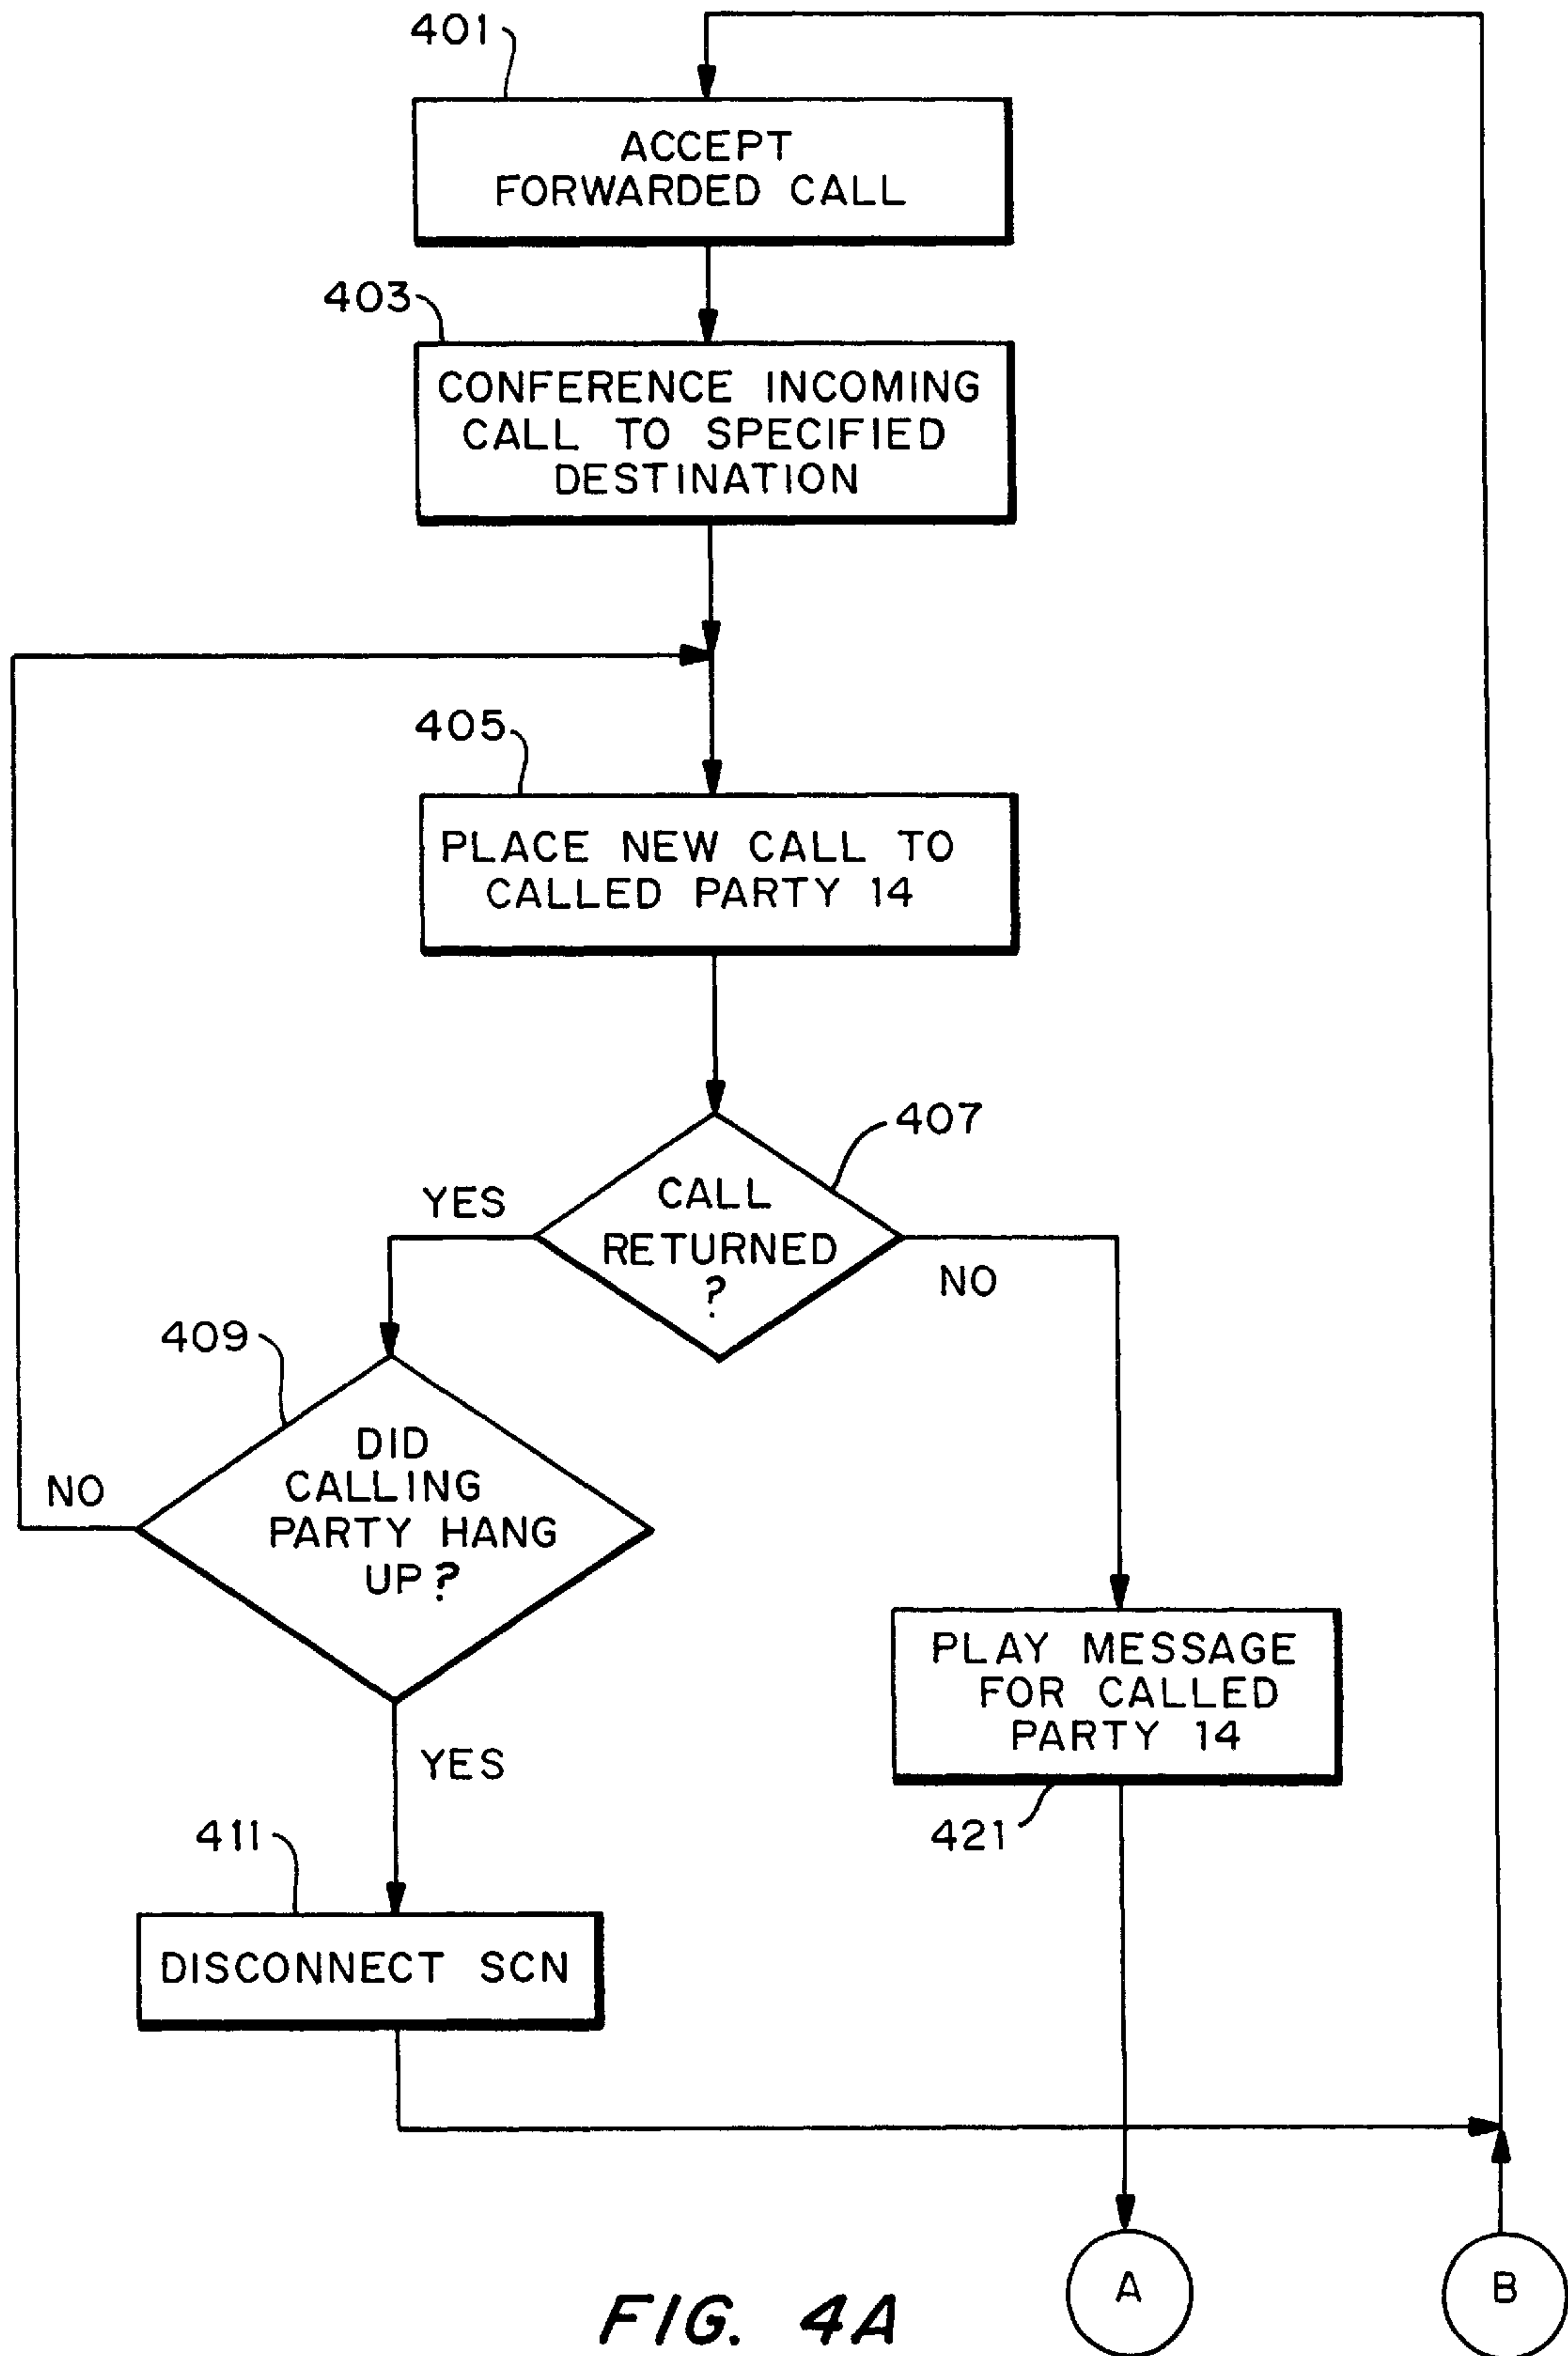 401
ACCEPT
FORWARDED CALL
403
CONFERENCE INCOMING
CALL TO SPECIFIED
DESTINATION
405
PLACE NEW CALL TO
CALLED PARTY 14
407
CALL
RETURNED
?
YES
NO
409
DID
CALLING
PARTY HANG
UP?
NO
YES
PLAY MESSAGE
FOR CALLED
PARTY 14
421
411
DISCONNECT SCN
A
B
FIG. 4A